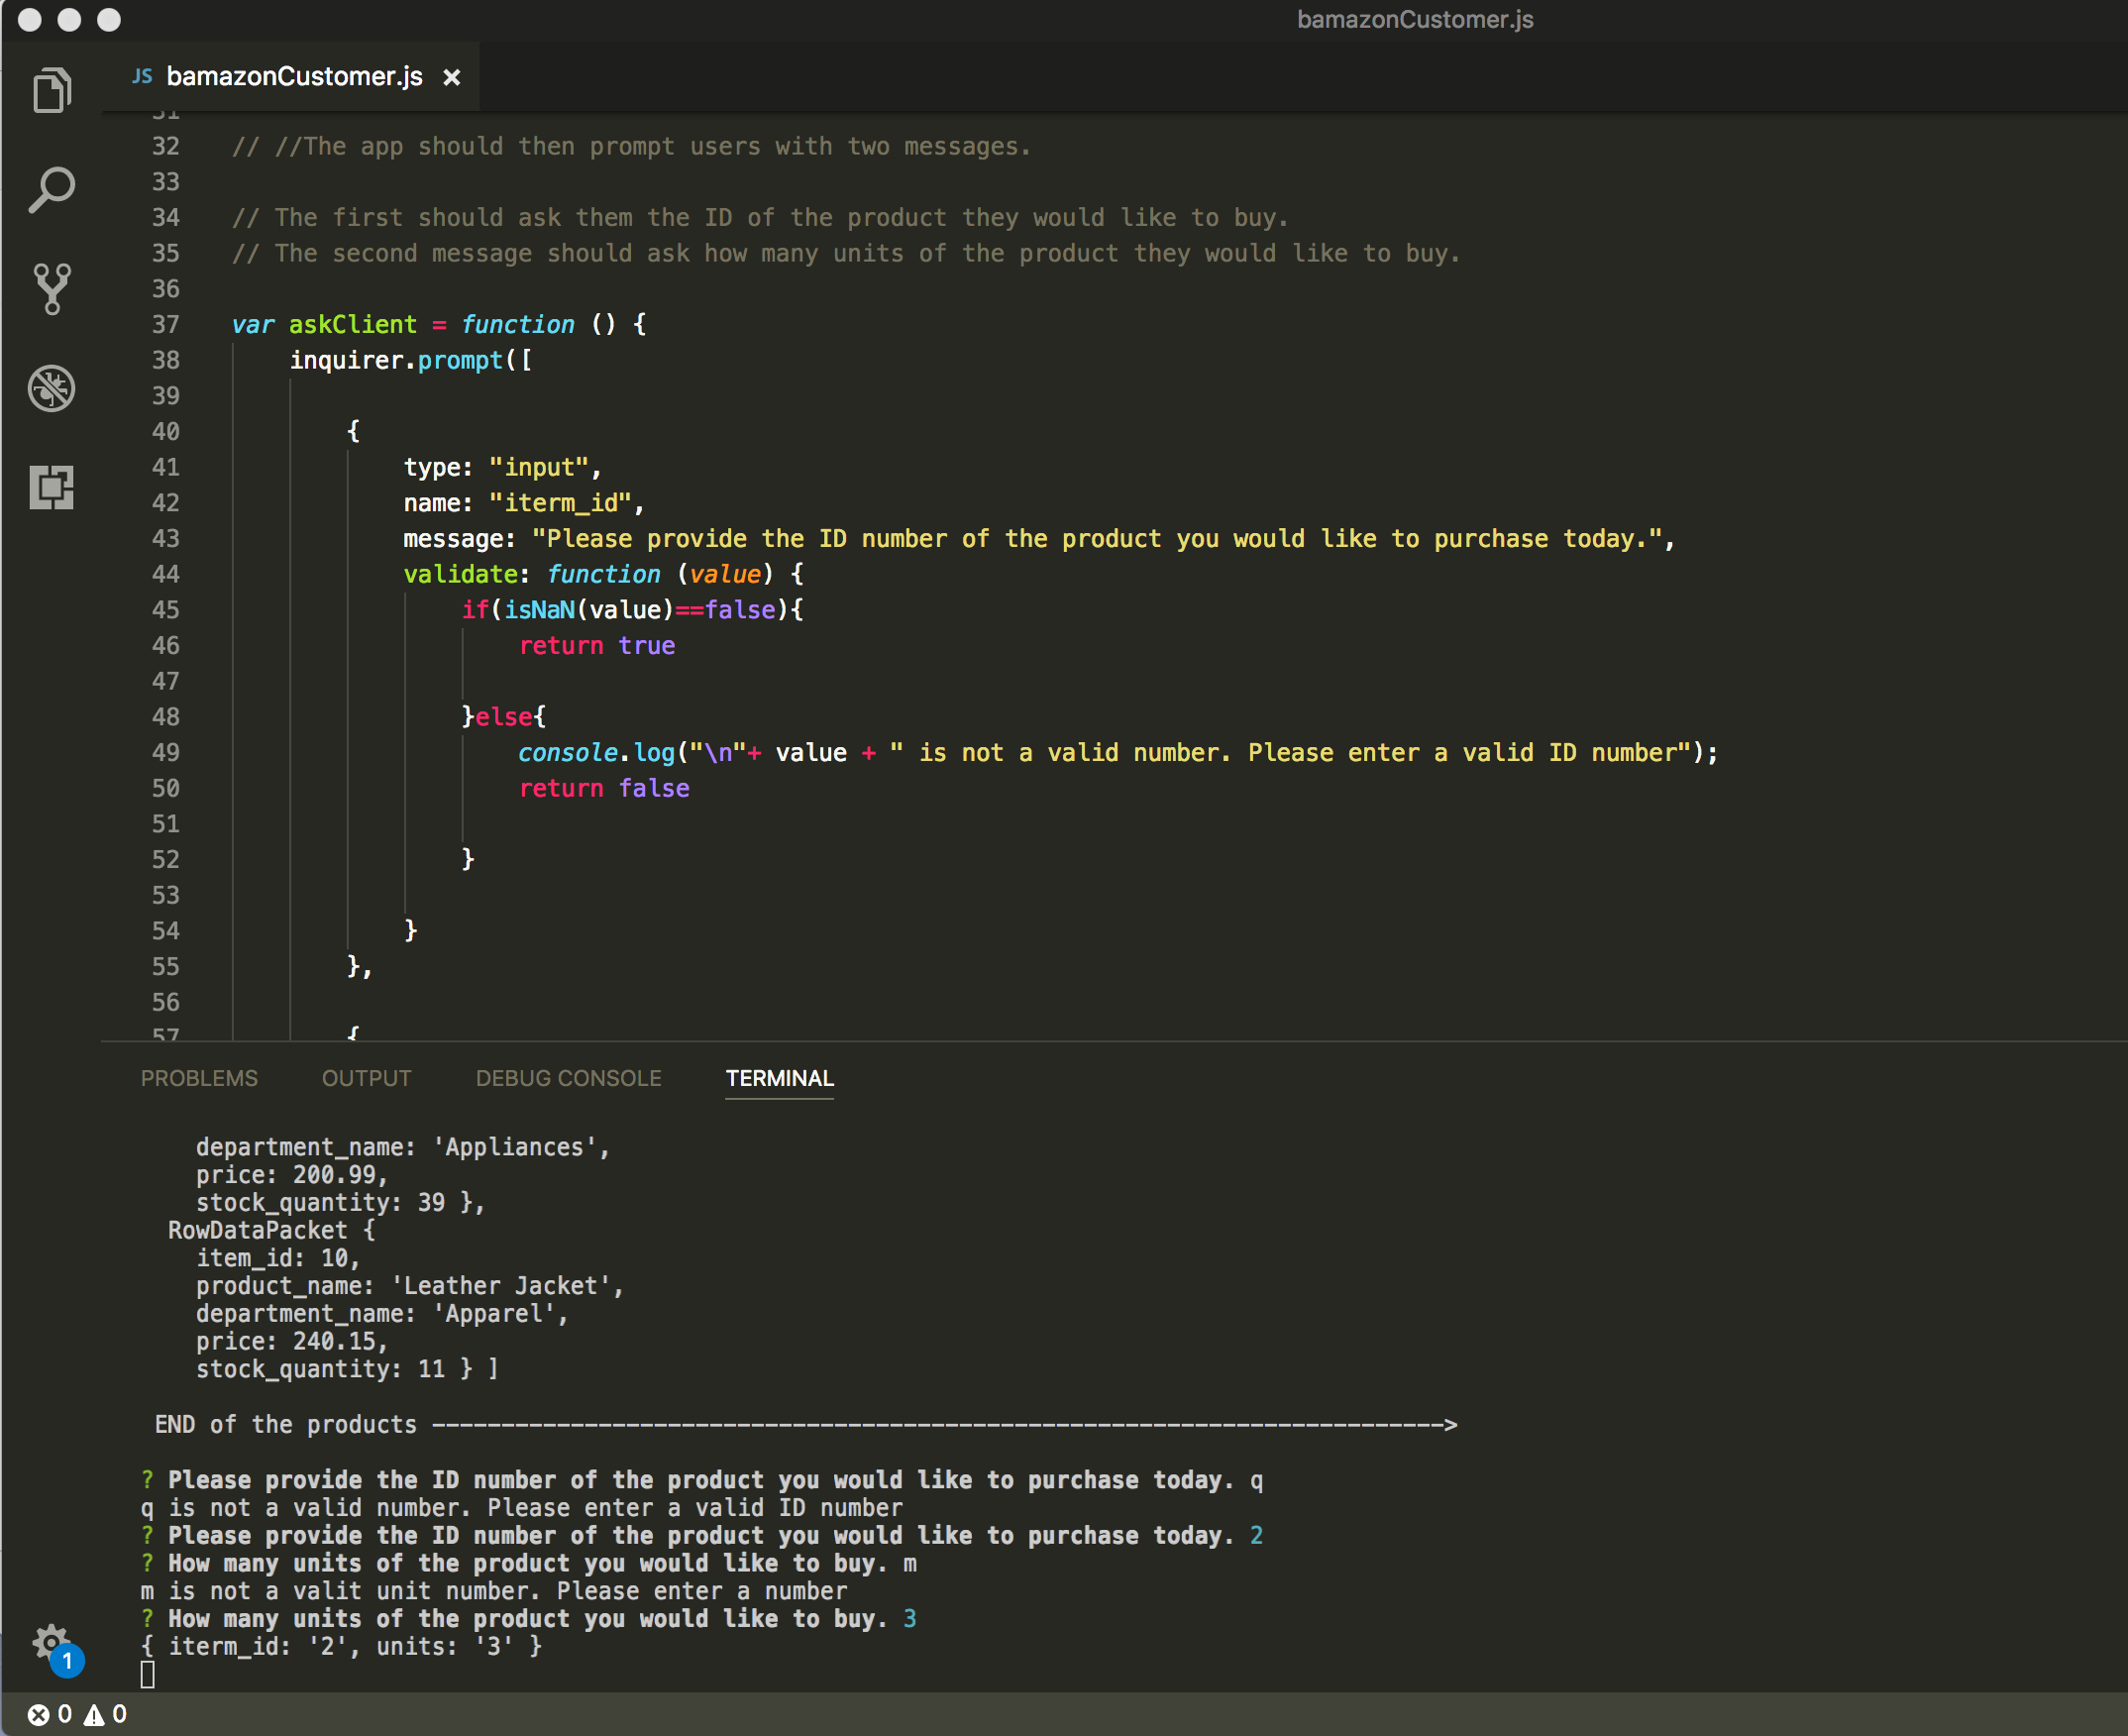 bamazonCustomer.js
JS bamazonCustomer.js ×
31
32 // //The app should then prompt users with two messages.
33
34 // The first should ask them the ID of the product they would like to buy.
35 // The second message should ask how many units of the product they would like to buy.
36
37 var askClient = function () {
38 inquirer.prompt([
39
40 {
41 type: "input",
42 name: "iterm_id",
43 message: "Please provide the ID number of the product you would like to purchase today.",
44 validate: function (value) {
45 if(isNaN(value)==false){
46 return true
47
48 }else{
49 console.log("\n"+ value + " is not a valid number. Please enter a valid ID number");
50 return false
51
52 }
53
54 }
55 },
56
57 {
PROBLEMS OUTPUT DEBUG CONSOLE TERMINAL
department_name: 'Appliances',
price: 200.99,
stock_quantity: 39 },
RowDataPacket {
item_id: 10,
product_name: 'Leather Jacket',
department_name: 'Apparel',
price: 240.15,
stock_quantity: 11 } ]
END of the products ------------------------------------------------------------------------->
? Please provide the ID number of the product you would like to purchase today. q
q is not a valid number. Please enter a valid ID number
? Please provide the ID number of the product you would like to purchase today. 2
? How many units of the product you would like to buy. m
m is not a valit unit number. Please enter a number
? How many units of the product you would like to buy. 3
{ iterm_id: '2', units: '3' }
1
0 0